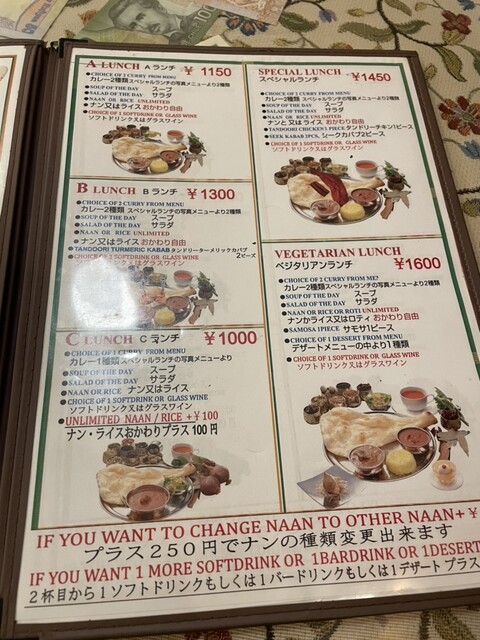 A LUNCH Aランチ ¥ 1150
● CHOICE OF 2 CURRY FROM MENU
カレー2種類 スペシャルランチの写真メニューより2種類
● SOUP OF THE DAY スープ
● SALAD OF THE DAY サラダ
● NAAN OR RICE UNLIMITED
ナン又はライス おかわり自由
● CHOICE OF 1 SOFTDRINK OR GLASS WINE
ソフトドリンク又はグラスワイン
B LUNCH Bランチ ¥1300
● CHOICE OF 2 CURRY FROM MENU
カレー2種類 スペシャルランチの写真メニューより2種類
● SOUP OF THE DAY スープ
● SALAD OF THE DAY サラダ
● NAAN OR RICE UNLIMITED
● ナン又はライス おかわり自由
● TANDOORI TURMERIC KABAB タンドリーターメリックカバブ
2ピース
● CHOICE OF 1 SOFTDRINK OR GLASS WINE
ソフトドリンク又はグラスワイン
C LUNCH Cランチ ¥ 1000
● CHOICE OF 1 CURRY FROM MENU
カレー1種類 スペシャルランチの写真メニューより
● SOUP OF THE DAY スープ
● SALAD OF THE DAY サラダ
● NAAN OR RICE ナン又はライス
● CHOICE OF 1 SOFTDRINK OR GLASS WINE
ソフトドリンク又はグラスワイン
UNLIMITED NAAN / RICE +¥100
ナン・ライスおかわりプラス 100 円
SPECIAL LUNCH ¥1450
スペシャルランチ
● CHOICE OF 2 CURRY FROM MENU
カレー2種類 スペシャルランチの写真メニューより2種類
● SOUP OF THE DAY スープ
● SALAD OF THE DAY サラダ
● NAAN OR RICE UNLIMITED
ナンと又ライス おかわり自由
● TANDOORI CHICKEN 1 PIECE タンドリーチキン1ピース
● SEEK KABAB 2PCS, シークカバブ2ピース
● CHOICE OF 1 SOFTDRINK OR GLASS WINE
ソフトドリンク又はグラスワイン
VEGETARIAN LUNCH
ベジタリアンランチ ¥1600
● CHOICE OF 2 CURRY FROM ME?
カレー2種類 スペシャルランチの写真メニューより2種類
● SOUP OF THE DAY スープ
● SALAD OF THE DAY サラダ
● NAAN OR RICE OR ROTI UNLIMITED
ナンかライス又はロティ おかわり自由
● SAMOSA 1PIECE サモサ1ピース
● CHOICE OF 1 DESSERT FROM MENU
デザートメニューの中より1種類
● CHOICE OF 1 SOFTDRINK OR GLASS WINE
ソフトドリンク又はグラスワイン
IF YOU WANT TO CHANGE NAAN TO OTHER NAAN+ ¥
プラス250円でナンの種類変更出来ます
IF YOU WANT 1 MORE SOFTDRINK OR 1BARDRINK OR 1DESERT
2杯目から1ソフトドリンクもしくは1バードリンクもしくは1デザートプラス